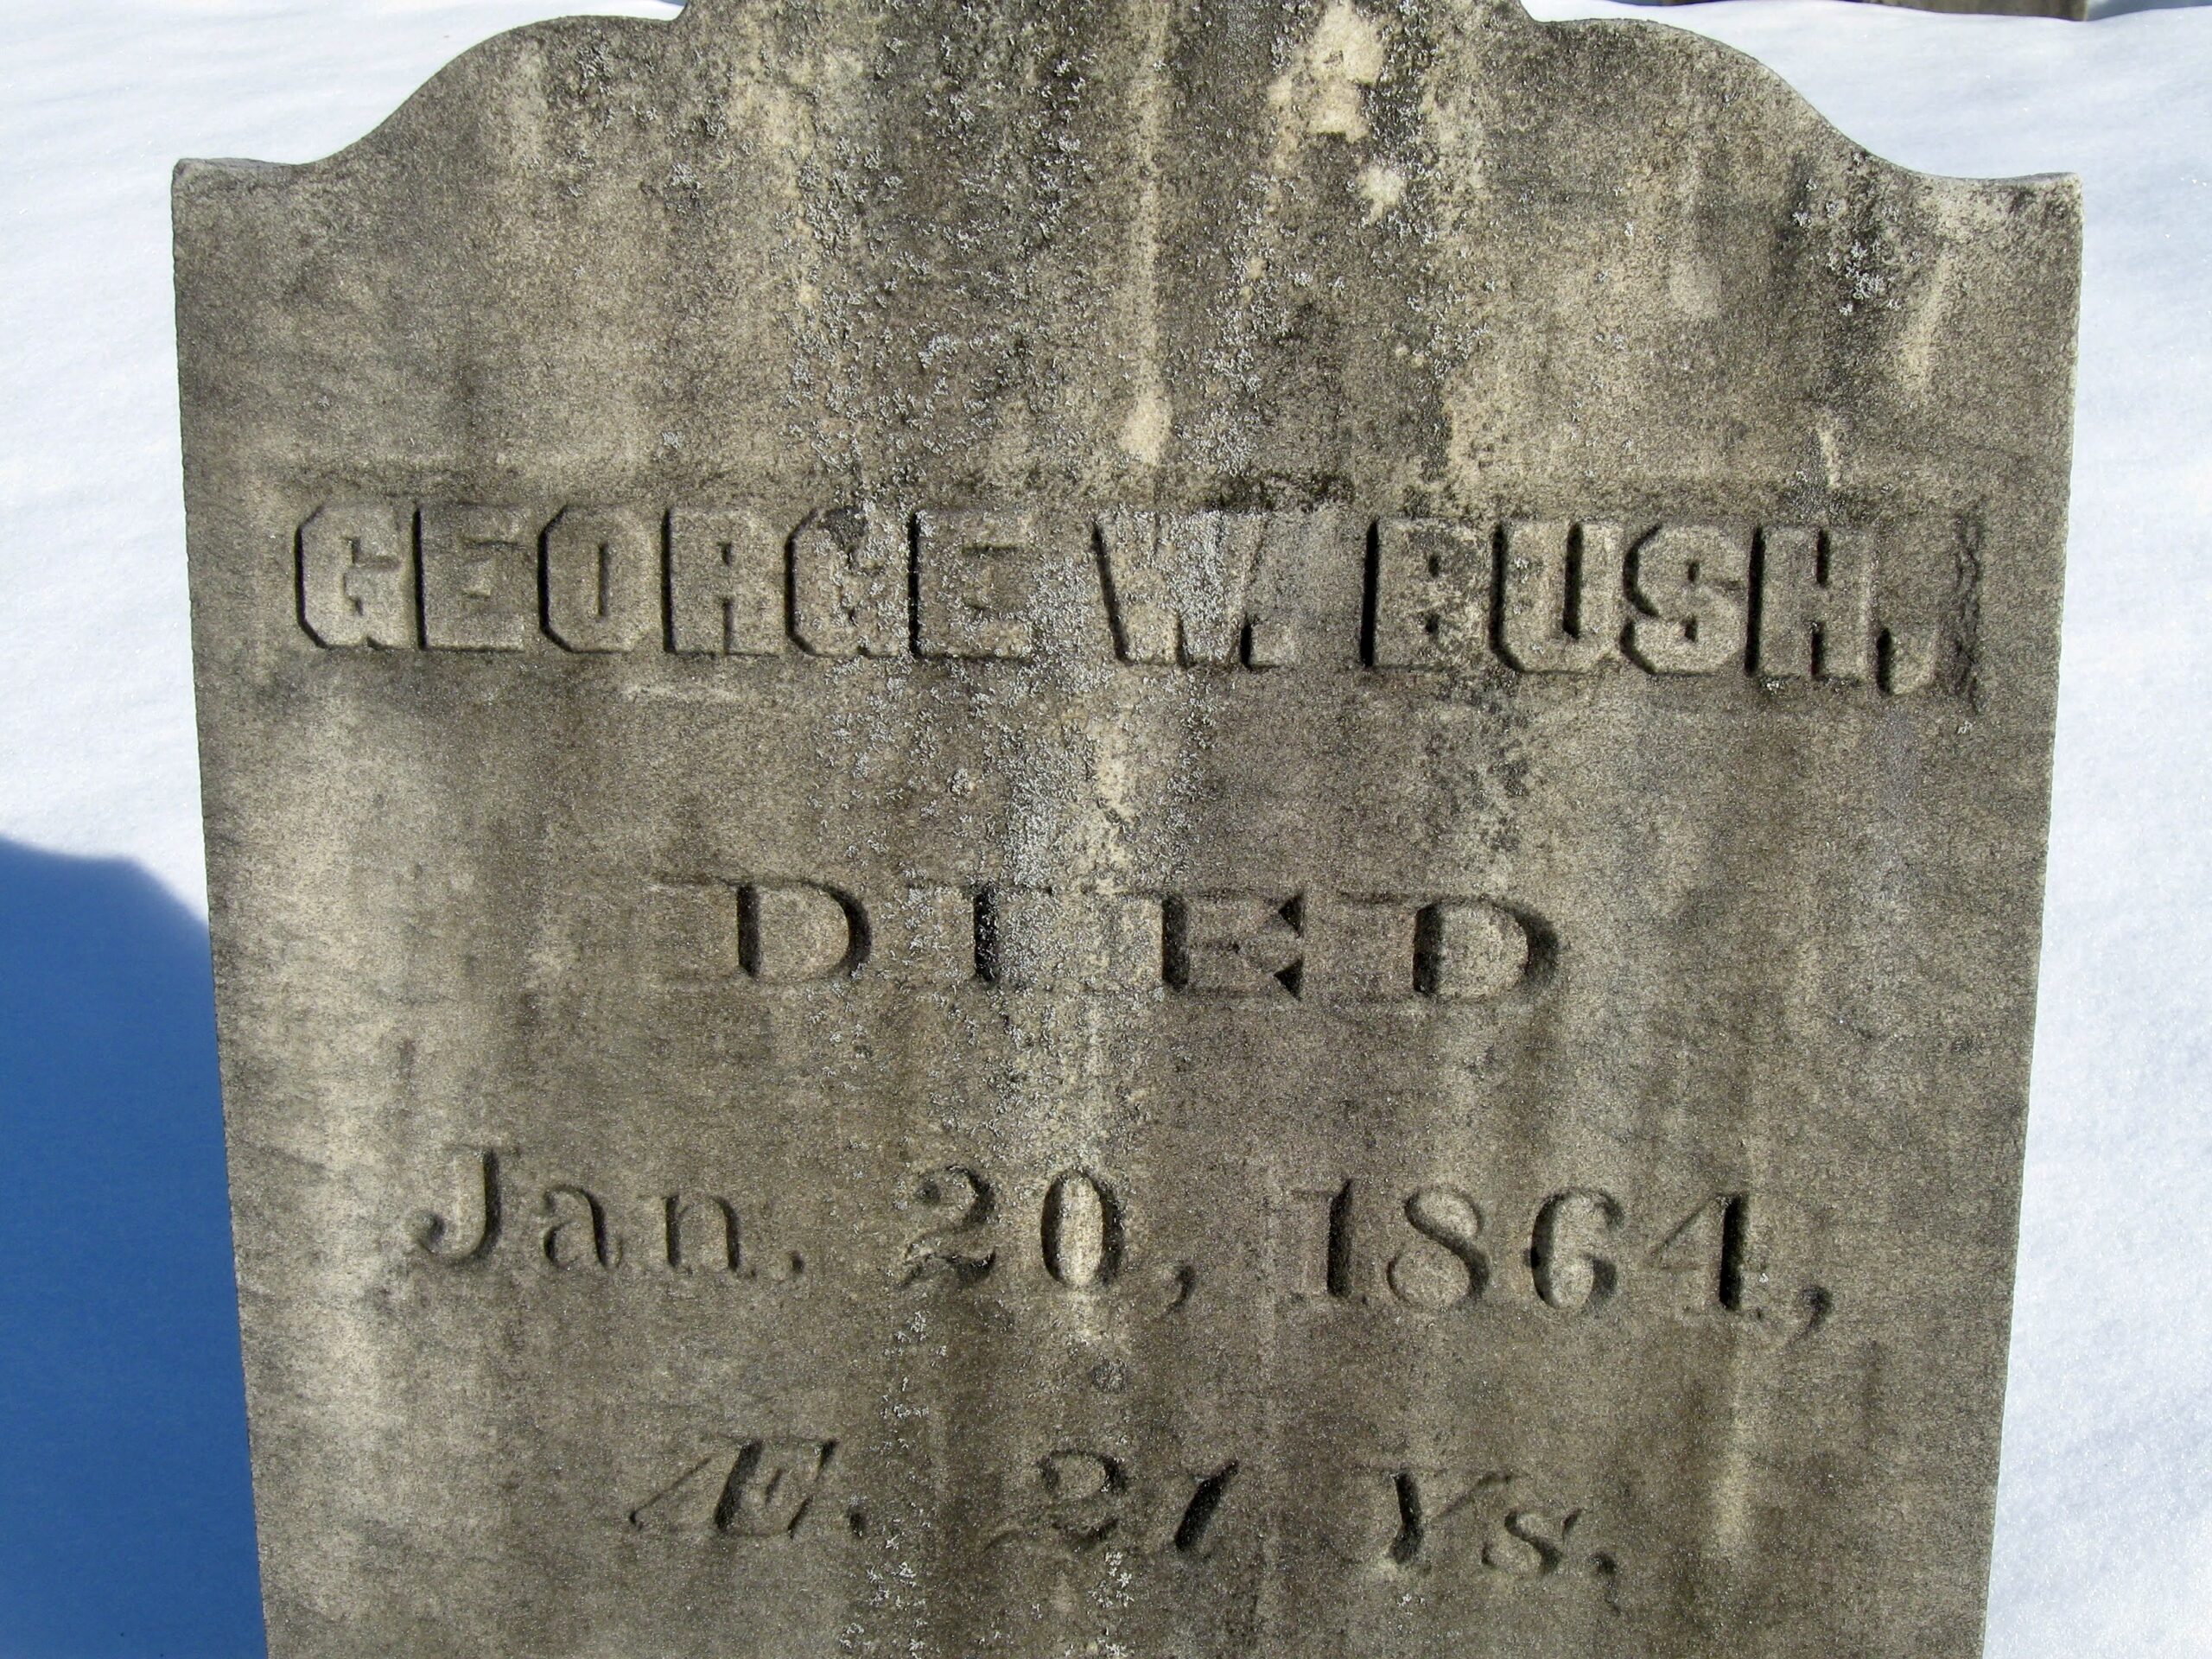 GEORGE W. BUSH,
DIED
Jan. 20, 1864,
Æ. 21 Ys.